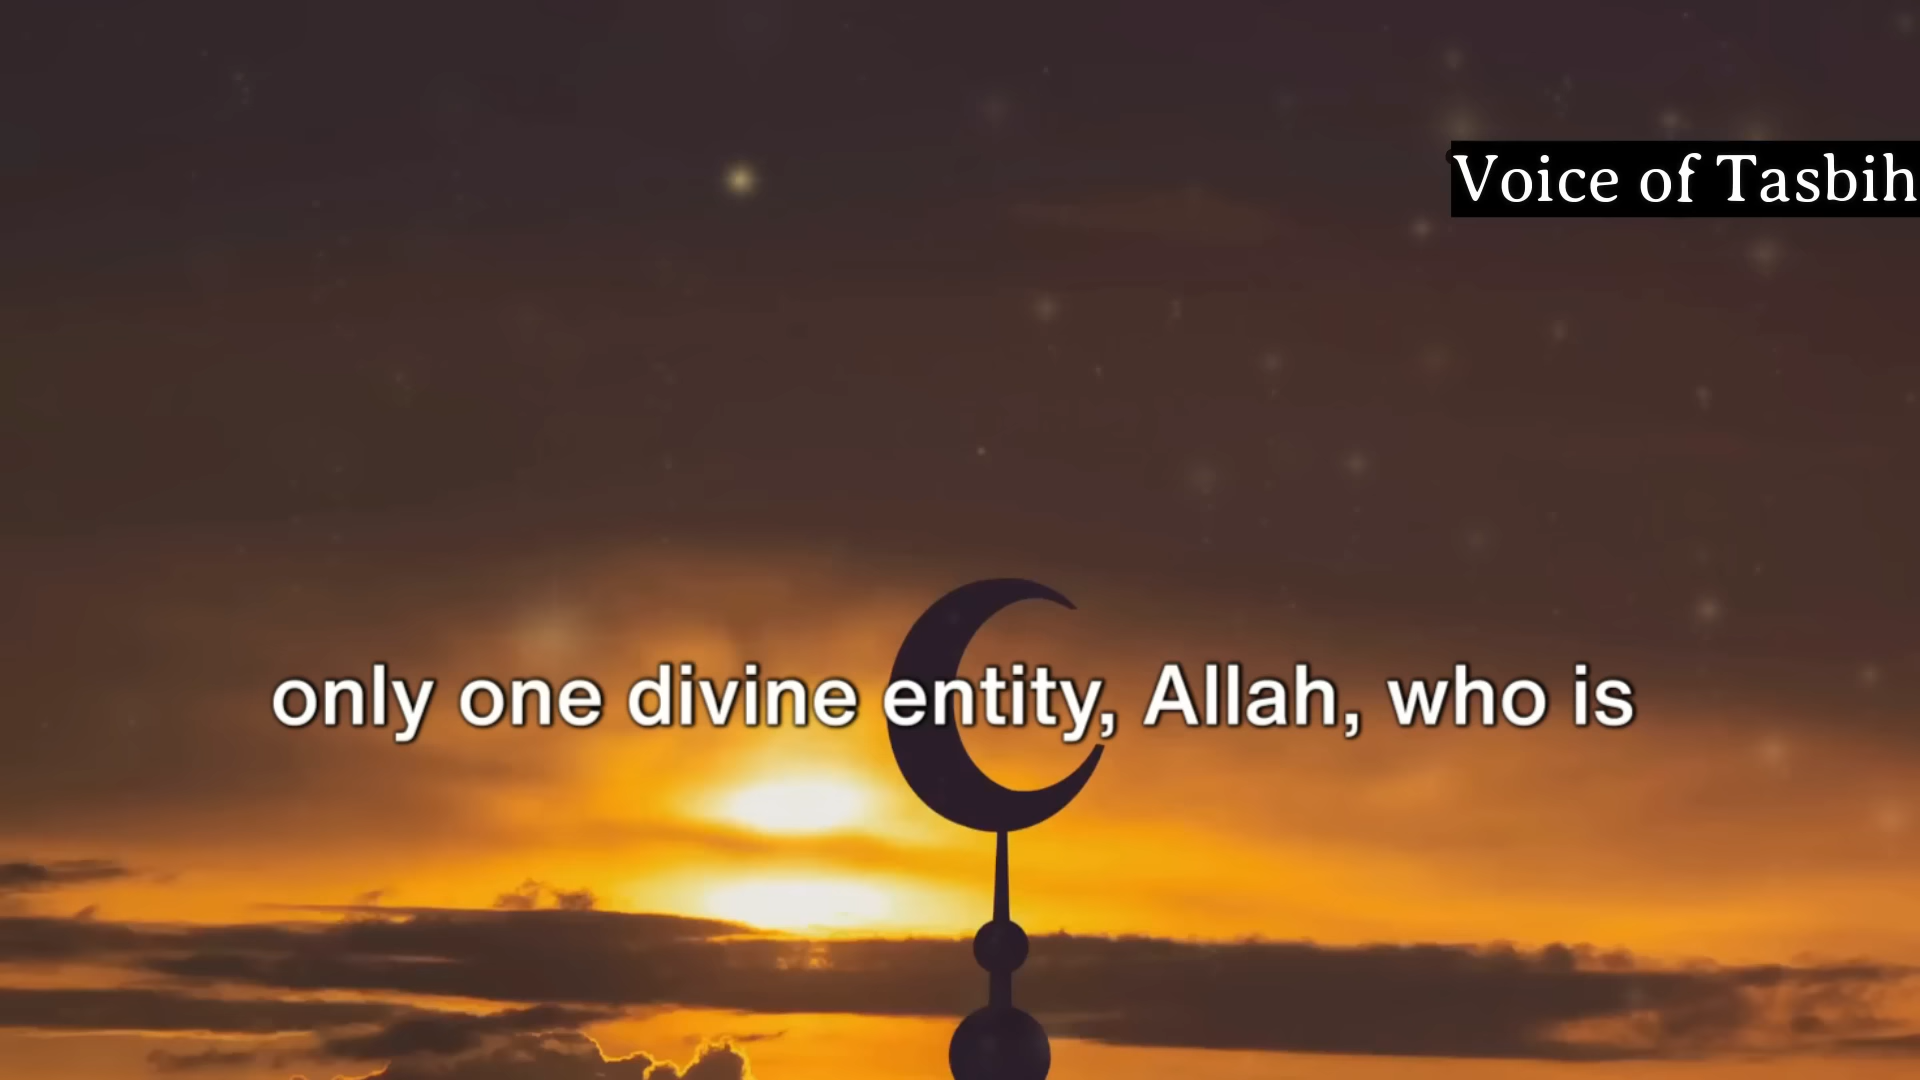 Voice of Tasbih
only one divine entity, Allah, who is